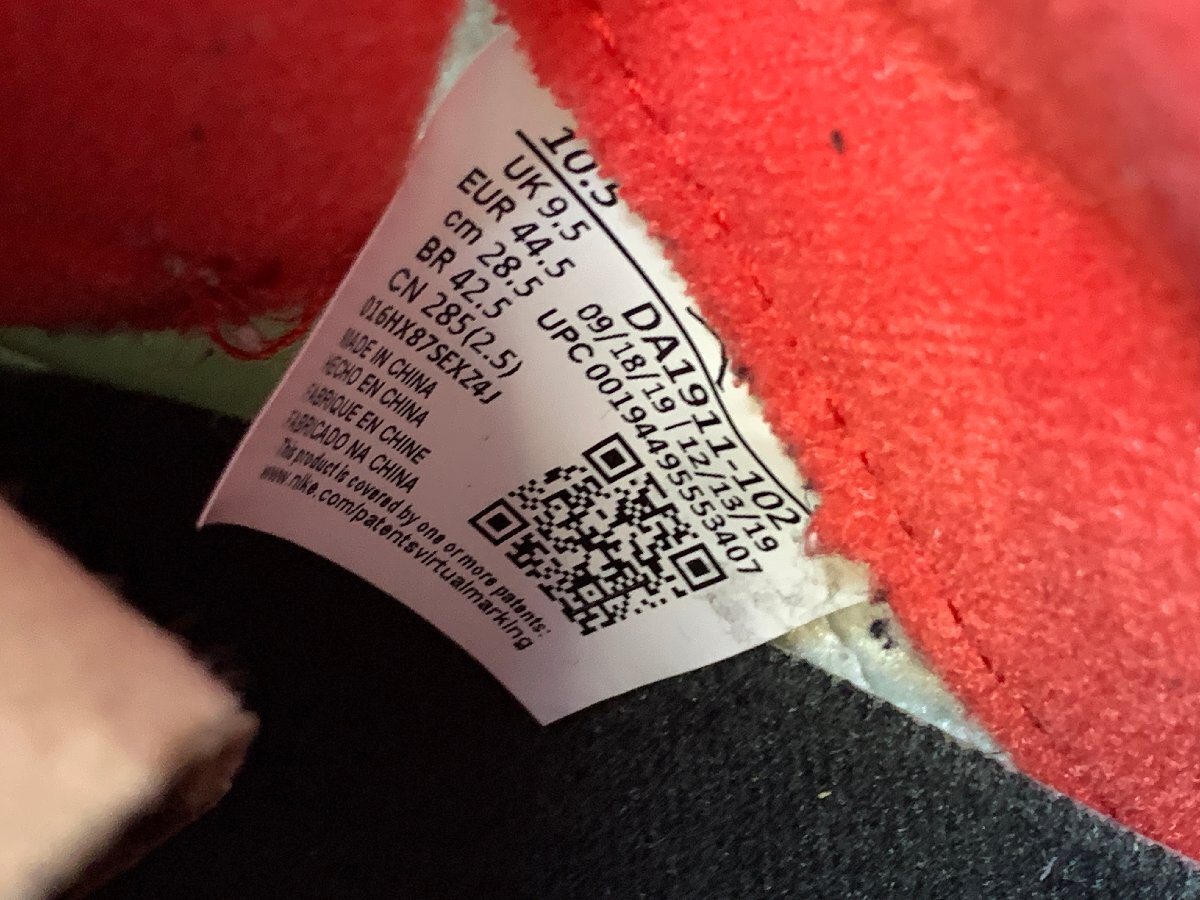 10.5
UK 9.5
EUR 44.5
cm 28.5
BR 42.5
CN 285(2.5)
016HX87SEXZ4J
MADE IN CHINA
HECHO EN CHINA
FABRIQUE EN CHINE
FABRICADO NA CHINA
This product is covered by one or more patents:
www.nike.com/patentsvirtualmarking
DA1911-102
09/18/19 | 12/13/19
UPC 00194495553407